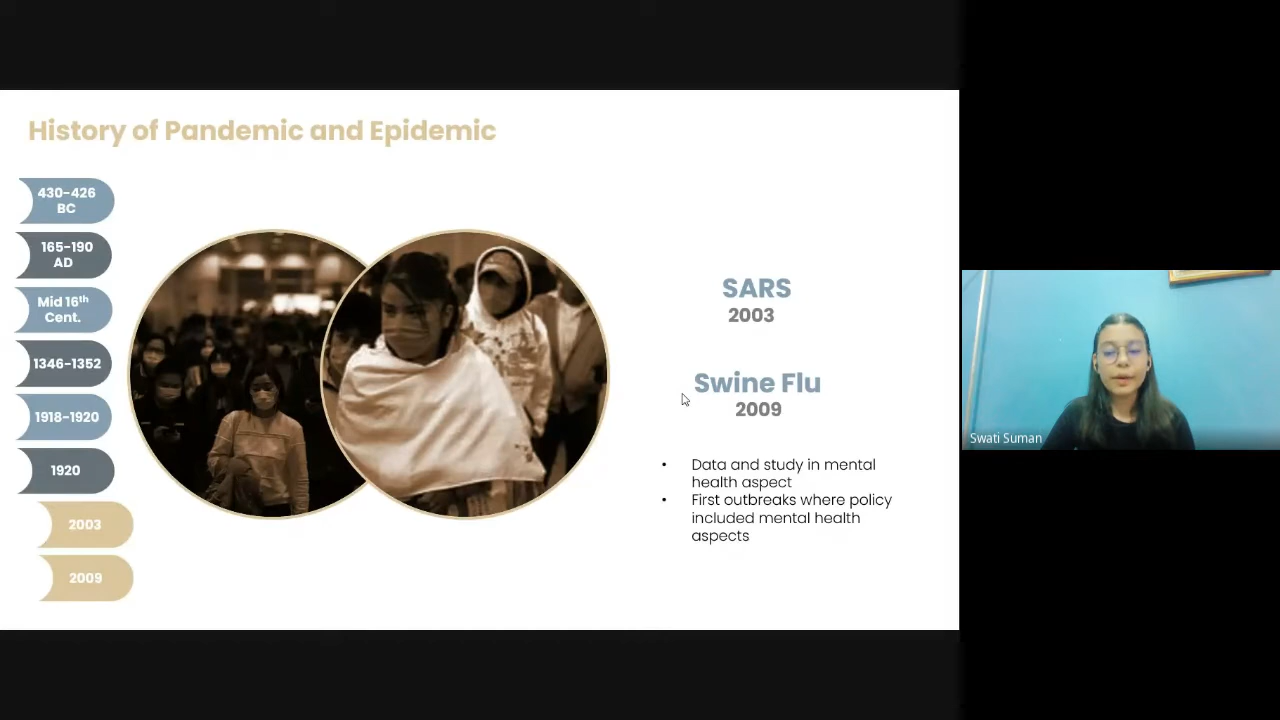 History of Pandemic and Epidemic
430-426
BC
165-190
AD
Mid 16th
Cent.
1346-1352
1918-1920
1920
2003
2009
SARS
2003
Swine Flu
2009
• Data and study in mental
health aspect
• First outbreaks where policy
included mental health
aspects
Swati Suman